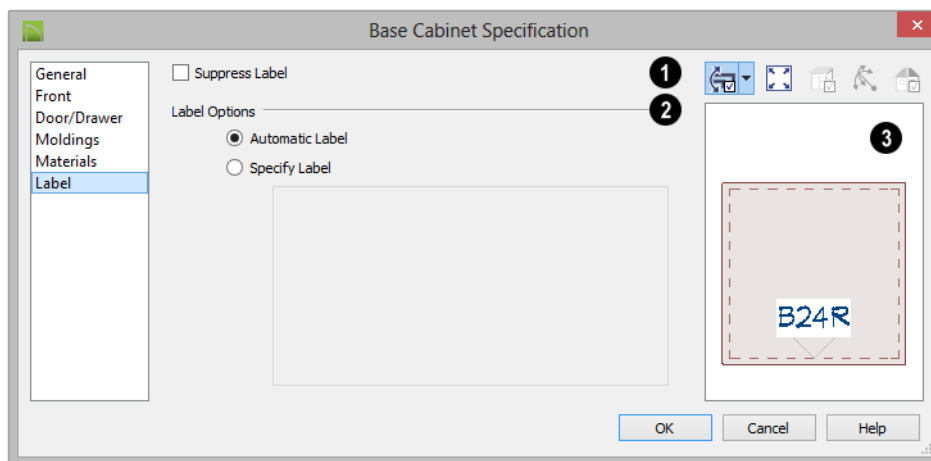 Base Cabinet Specification
General
Front
Door/Drawer
Moldings
Materials
Label
Suppress Label
1
Label Options
2
Automatic Label
Specify Label
3
B24R
OK
Cancel
Help